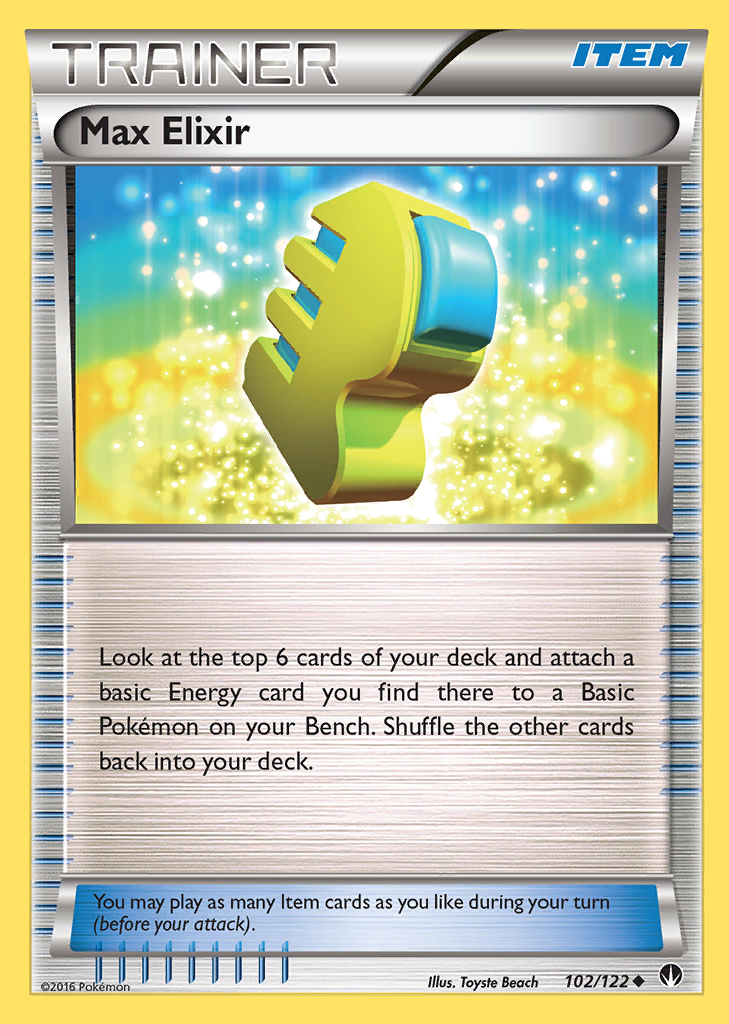 TRAINER
ITEM
Max Elixir
Look at the top 6 cards of your deck and attach a
basic Energy card you find there to a Basic
Pokémon on your Bench. Shuffle the other cards
back into your deck.
You may play as many Item cards as you like during your turn
(before your attack).
©2016 Pokémon
Illus. Toyste Beach
102/122